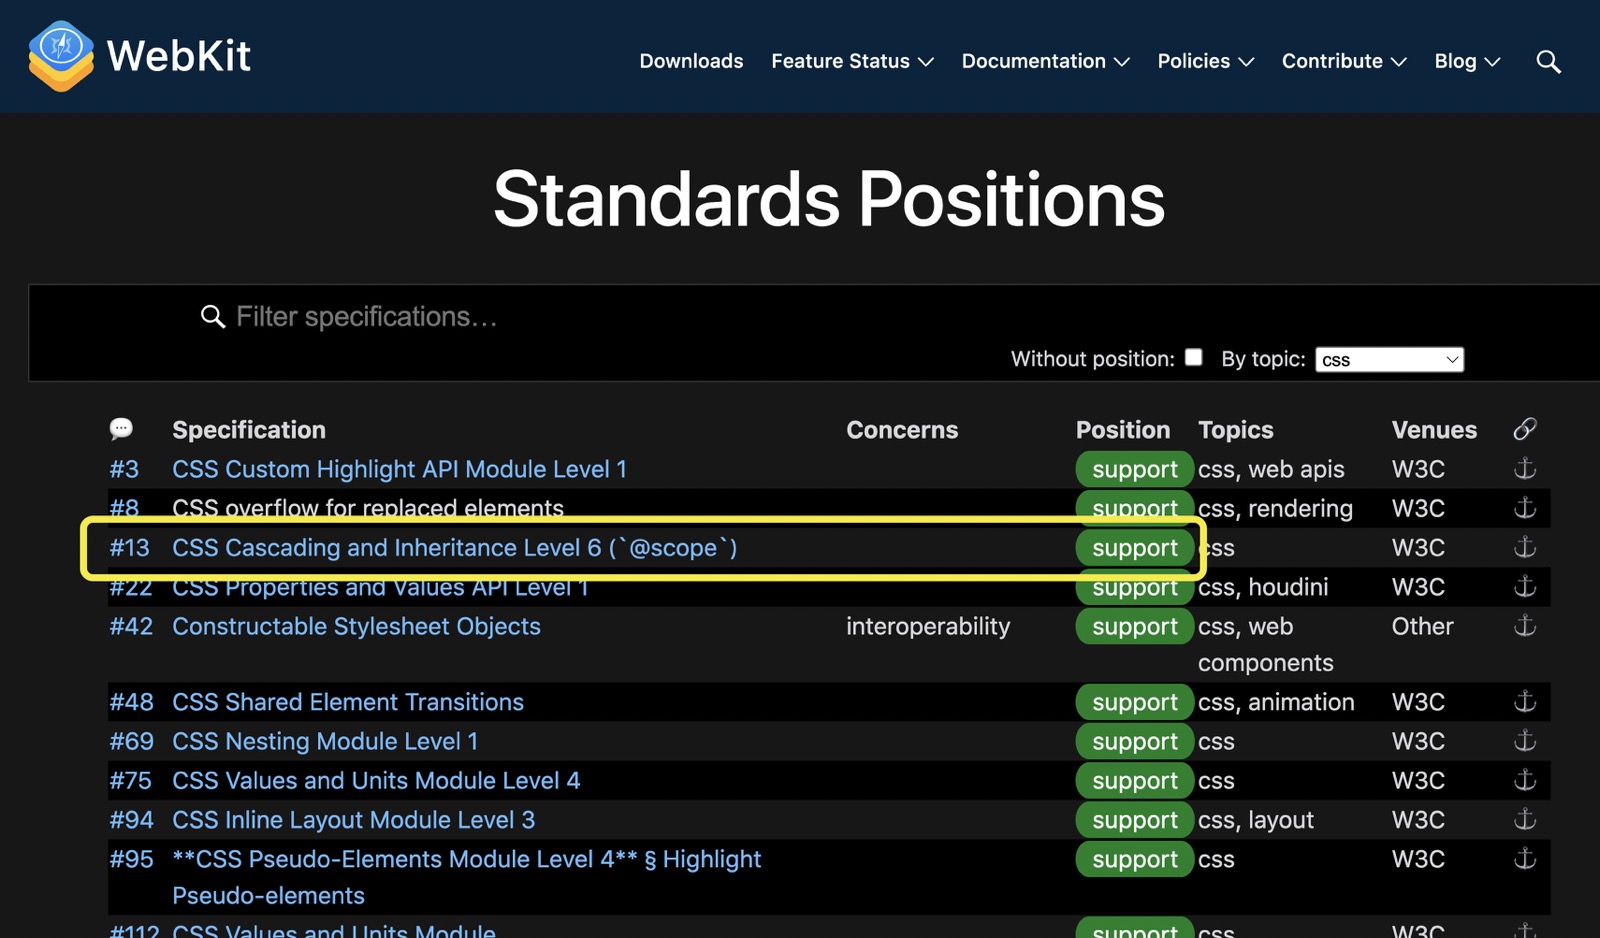 WebKit
Downloads Feature Status Documentation Policies Contribute Blog
Standards Positions
Filter specifications…
Without position: By topic: css
Specification Concerns Position Topics Venues
#3 CSS Custom Highlight API Module Level 1 support css, web apis W3C
#8 CSS overflow for replaced elements support css, rendering W3C
#13 CSS Cascading and Inheritance Level 6 (`@scope`) support css W3C
#22 CSS Properties and Values API Level 1 support css, houdini W3C
#42 Constructable Stylesheet Objects interoperability support css, web Other
components
#48 CSS Shared Element Transitions support css, animation W3C
#69 CSS Nesting Module Level 1 support css W3C
#75 CSS Values and Units Module Level 4 support css W3C
#94 CSS Inline Layout Module Level 3 support css, layout W3C
#95 **CSS Pseudo-Elements Module Level 4** § Highlight support css W3C
Pseudo-elements
#112 CSS Values and Units Module support css W3C